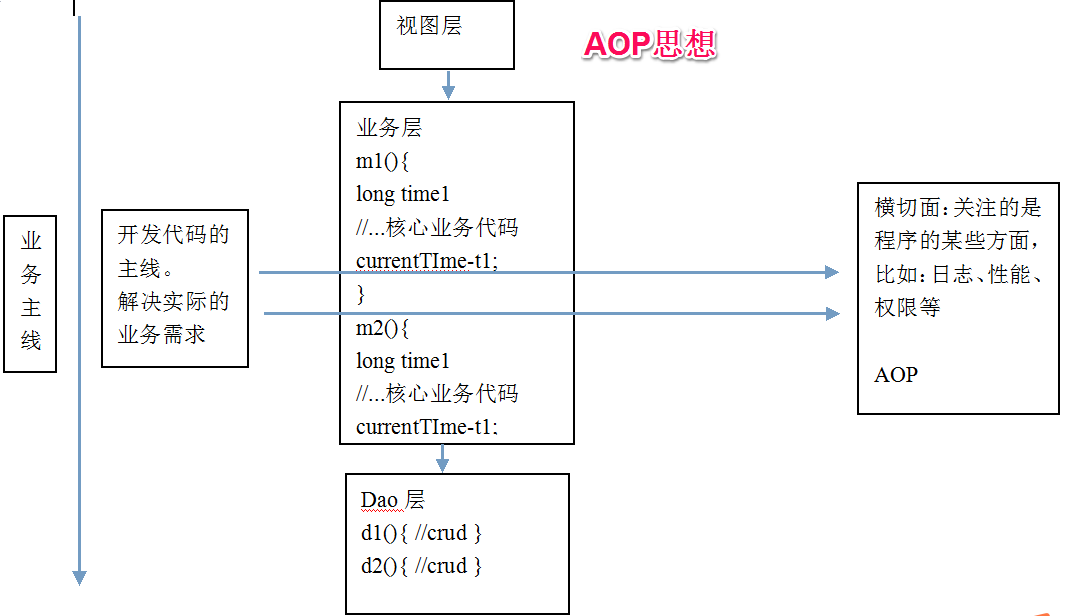 视图层
AOP思想
业务层
m1(){
long time1
//...核心业务代码
currentTIme-t1;
}
m2(){
long time1
//...核心业务代码
currentTIme-t1;
业
务
主
线
开发代码的
主线。
解决实际的
业务需求
横切面：关注的是
程序的某些方面，
比如：日志、性能、
权限等
AOP
Dao 层
d1(){ //crud }
d2(){ //crud }